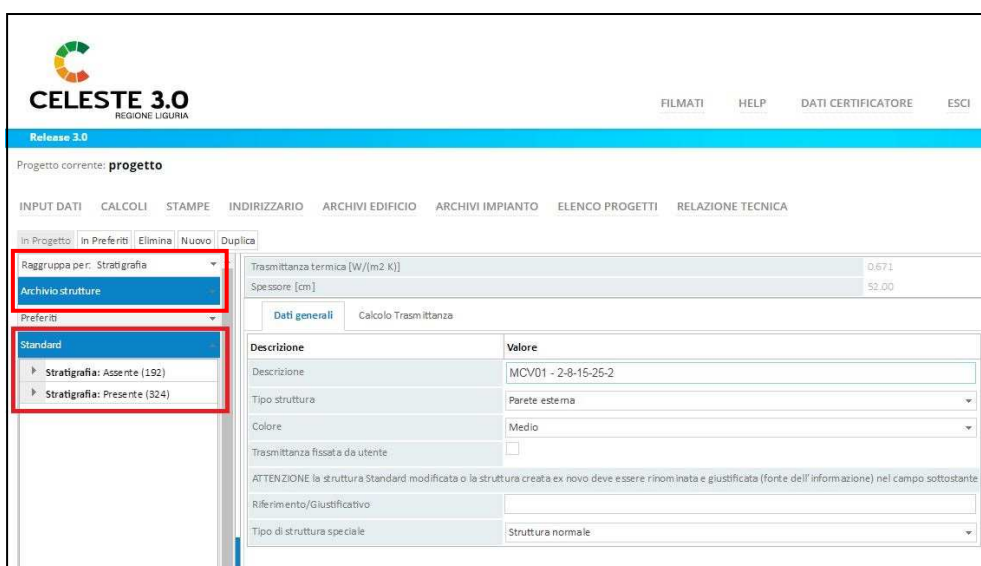 CELESTE 3.0
REGIONE LIGURIA
FILMATI HELP DATI CERTIFICATORE ESCI
Release 3.0
Progetto corrente: progetto
INPUT DATI CALCOLI STAMPE INDIRIZZARIO ARCHIVI EDIFICIO ARCHIVI IMPIANTO ELENCO PROGETTI RELAZIONE TECNICA
In Progetto In Preferiti Elimina Nuovo Duplica
Raggruppa per: Stratigrafia
Archivio strutture
Preferiti
Standard
Stratigrafia: Assente (192)
Stratigrafia: Presente (324)
Trasmittanza termica [W/(m2 K)] 0.671
Spessore [cm] 52.00
Dati generali Calcolo Trasmittanza
Descrizione Valore
Descrizione MCV01 - 2-8-15-25-2
Tipo struttura Parete esterna
Colore Medio
Trasmittanza fissata da utente
ATTENZIONE la struttura Standard modificata o la struttura creata ex novo deve essere rinominata e giustificata (fonte dell'informazione) nel campo sottostante
Riferimento/Giustificativo
Tipo di struttura speciale Struttura normale